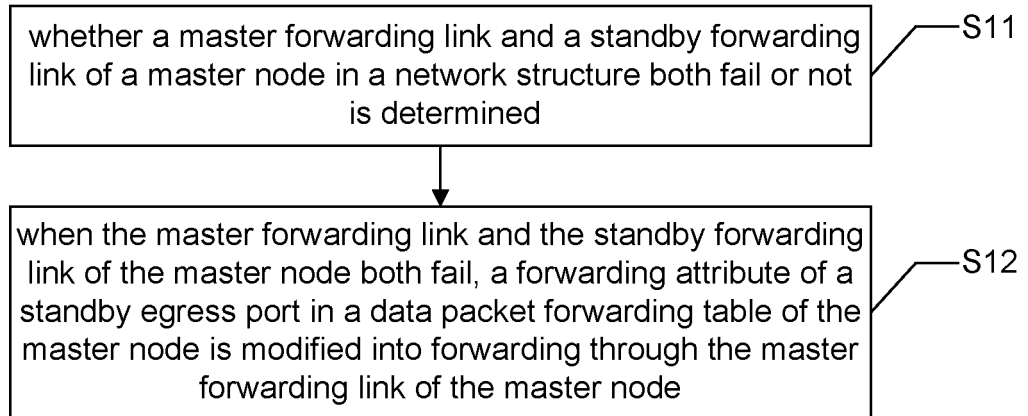 whether a master forwarding link and a standby forwarding
link of a master node in a network structure both fail or not
is determined
S11
when the master forwarding link and the standby forwarding
link of the master node both fail, a forwarding attribute of a
standby egress port in a data packet forwarding table of the
master node is modified into forwarding through the master
forwarding link of the master node
S12